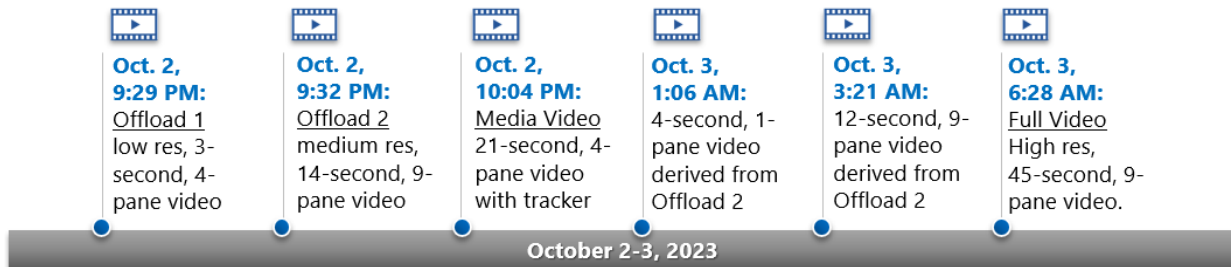 Oct. 2,
9:29 PM:
Offload 1
low res, 3-
second, 4-
pane video
Oct. 2,
9:32 PM:
Offload 2
medium res,
14-second, 9-
pane video
Oct. 2,
10:04 PM:
Media Video
21-second, 4-
pane video
with tracker
Oct. 3,
1:06 AM:
4-second, 1-
pane video
derived from
Offload 2
Oct. 3,
3:21 AM:
12-second, 9-
pane video
derived from
Offload 2
Oct. 3,
6:28 AM:
Full Video
High res,
45-second, 9-
pane video.
October 2-3, 2023